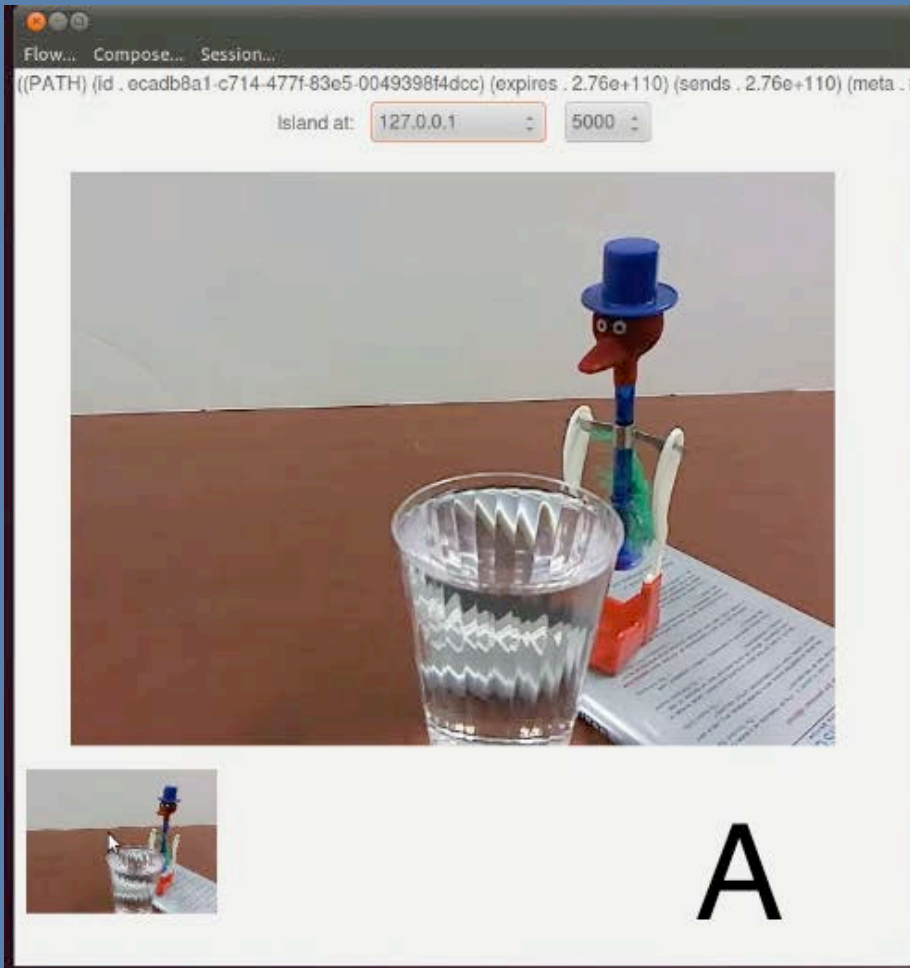 Flow... Compose... Session...
((PATH) (id . ecadb8a1-c714-477f-83e5-0049398f4dcc) (expires . 2.76e+110) (sends . 2.76e+110) (meta .
Island at: 127.0.0.1 5000
A